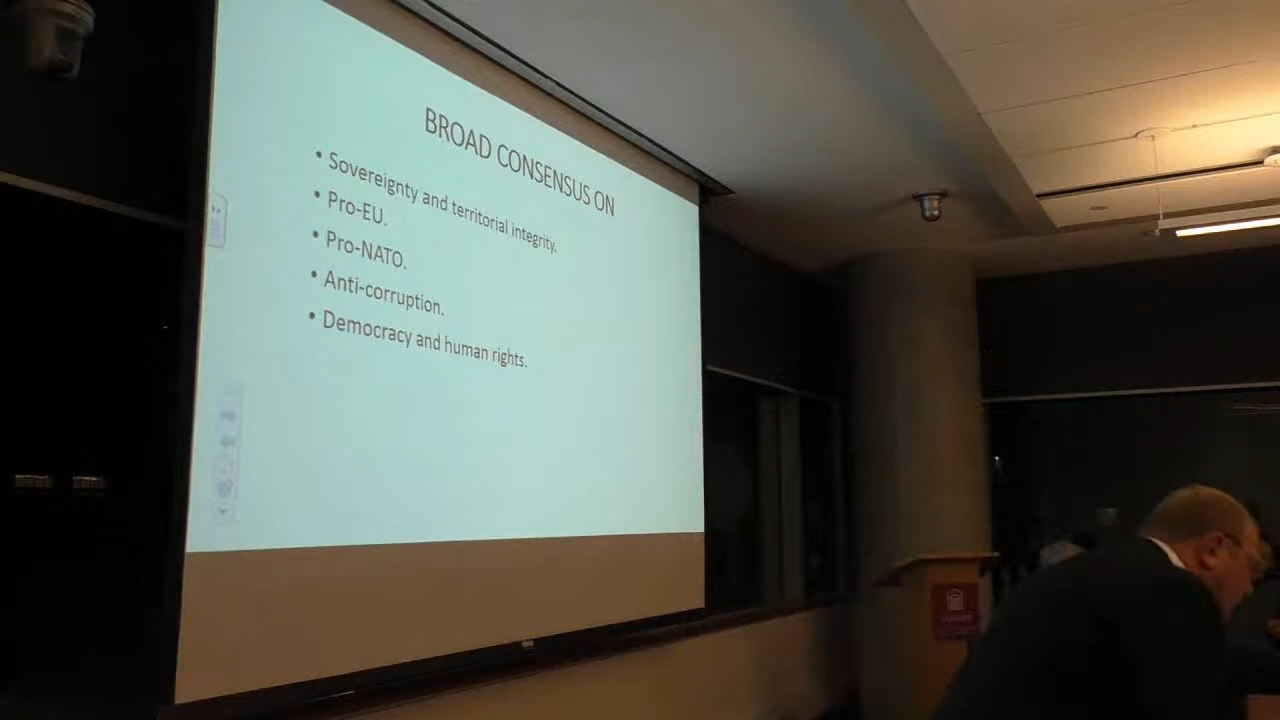 BROAD CONSENSUS ON
• Sovereignty and territorial integrity.
• Pro-EU.
• Pro-NATO.
• Anti-corruption.
• Democracy and human rights.